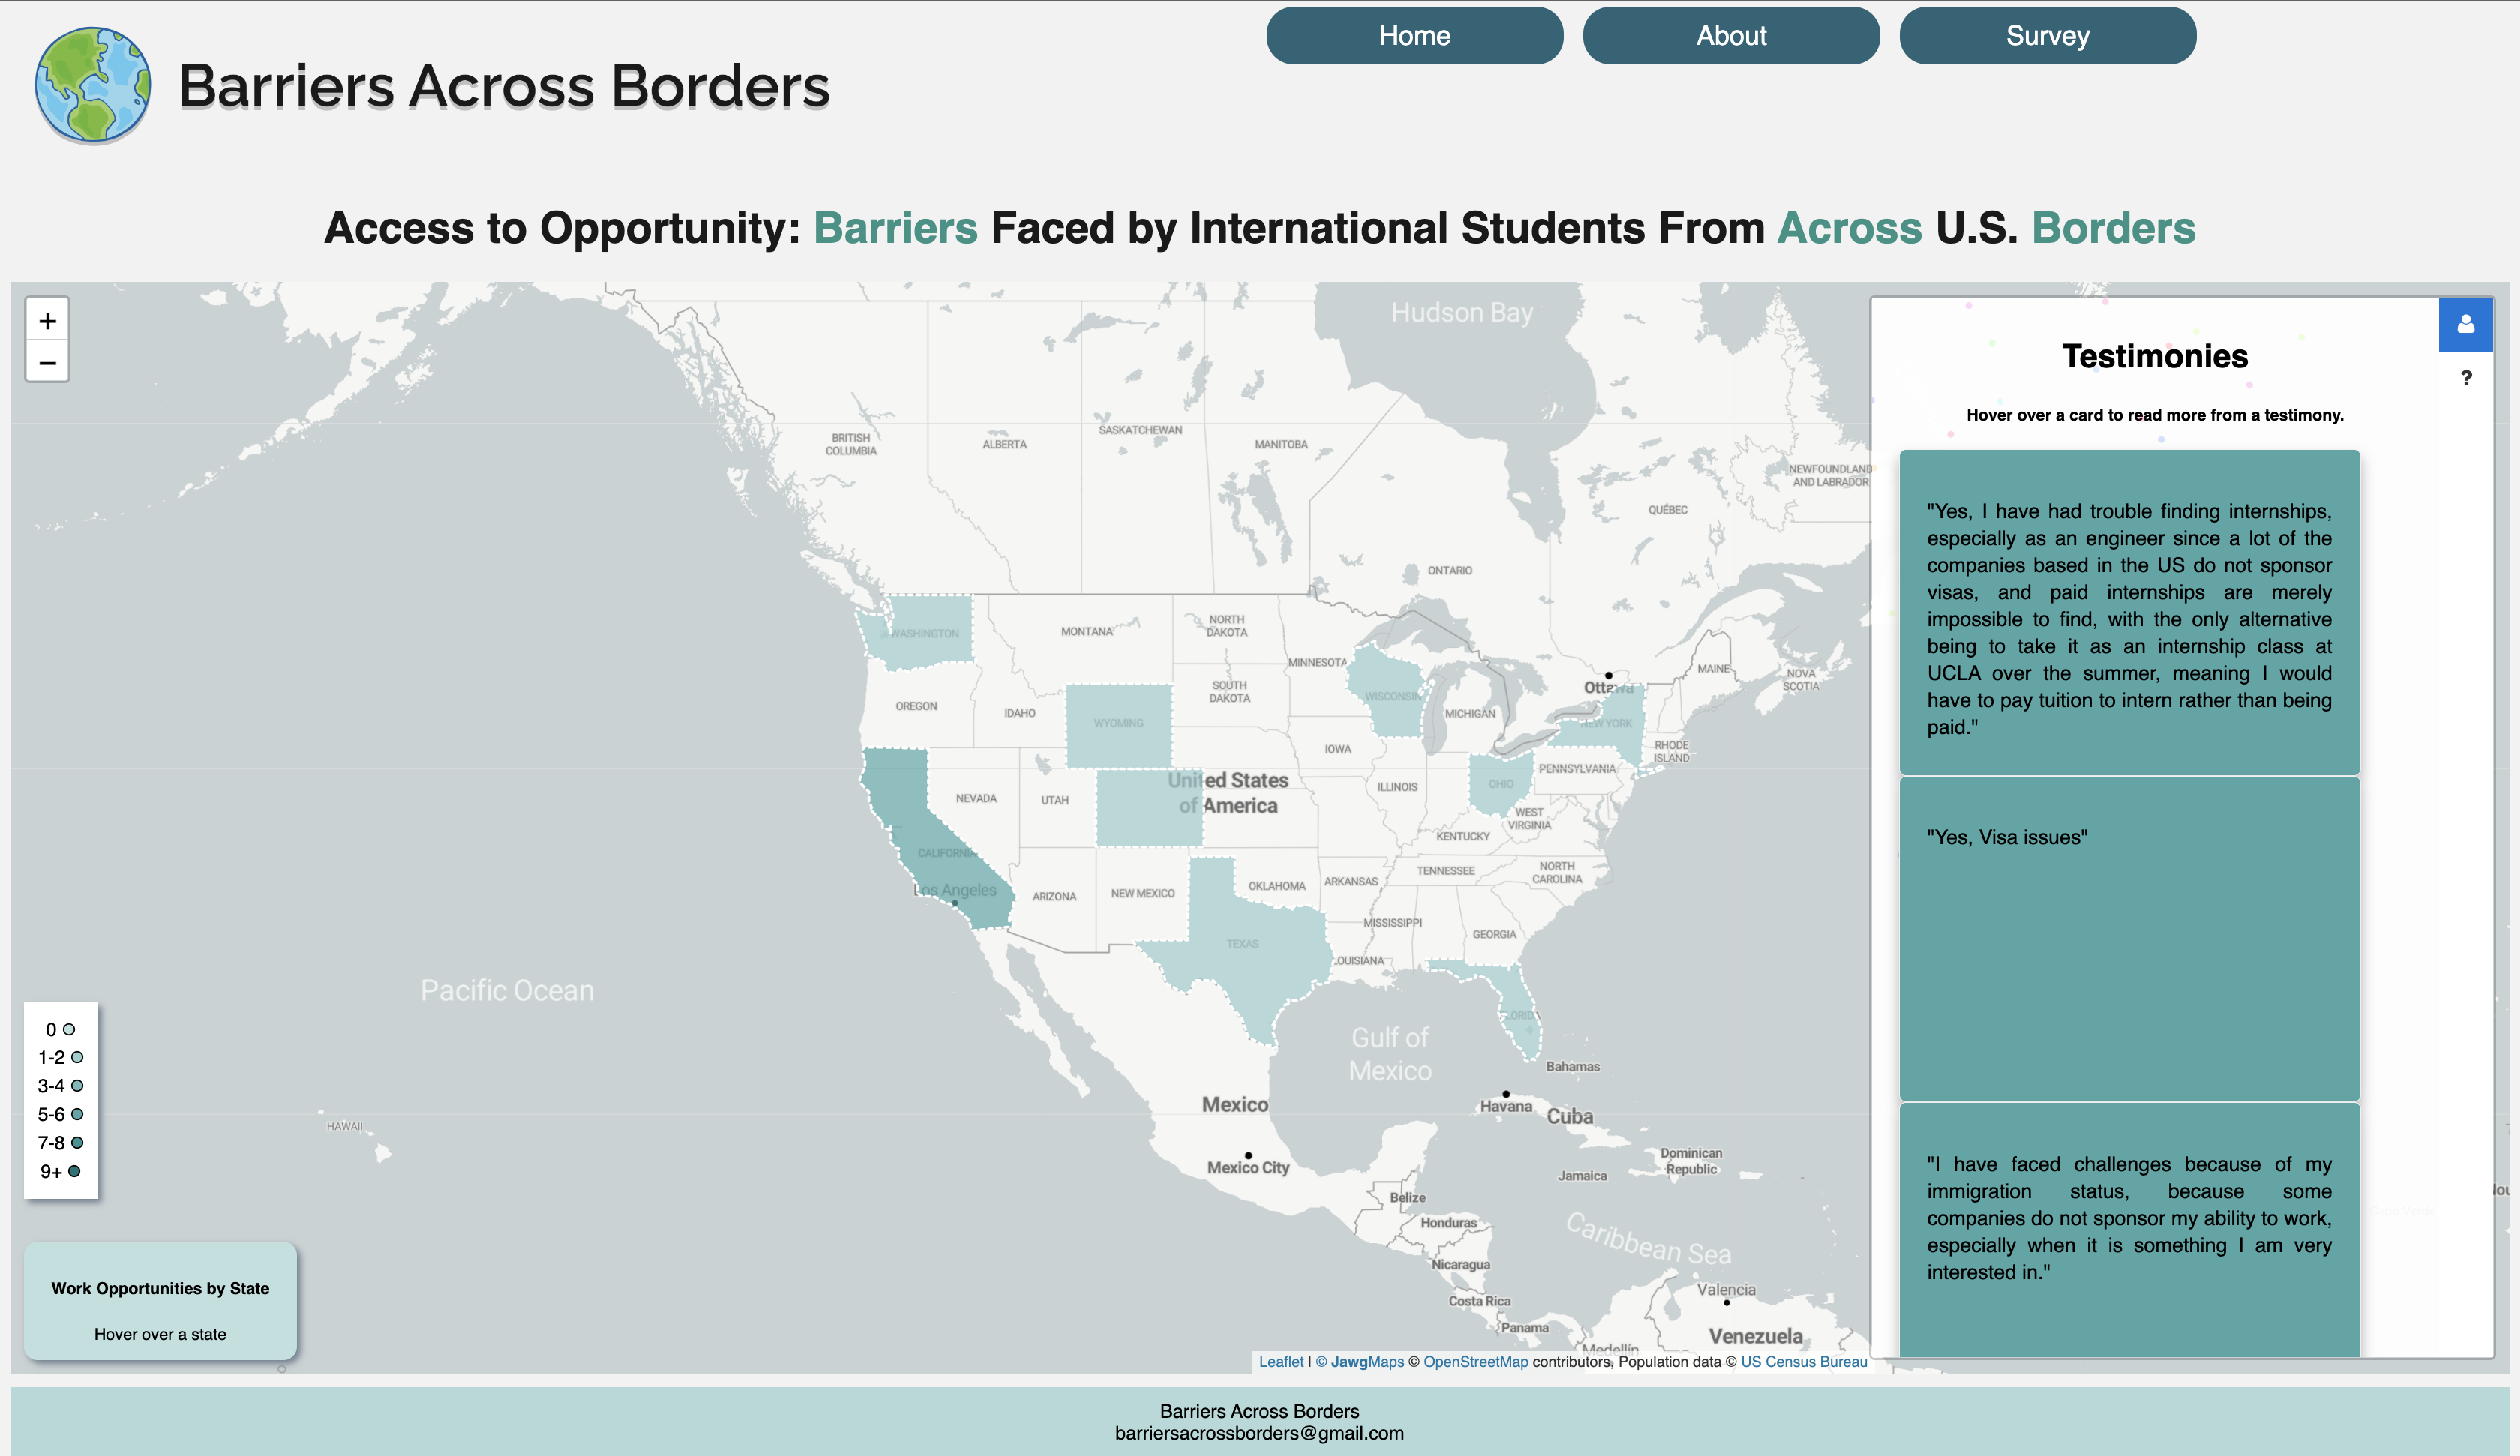 Home
About
Survey
Barriers Across Borders
Access to Opportunity: Barriers Faced by International Students From Across U.S. Borders
+
−
Hudson Bay
BRITISH
COLUMBIA
ALBERTA
SASKATCHEWAN
MANITOBA
ONTARIO
QUÉBEC
NEWFOUNDLAND
AND LABRADOR
NOVA
SCOTIA
Ottawa
WASHINGTON
MONTANA
NORTH
DAKOTA
MINNESOTA
SOUTH
DAKOTA
WISCONSIN
MICHIGAN
MAINE
NEW YORK
RHODE
ISLAND
OREGON
IDAHO
WYOMING
IOWA
PENNSYLVANIA
OHIO
ILLINOIS
United States
of America
NEVADA
UTAH
WEST
VIRGINIA
KENTUCKY
CALIFORNIA
Los Angeles
ARIZONA
NEW MEXICO
OKLAHOMA
ARKANSAS
TENNESSEE
NORTH
CAROLINA
MISSISSIPPI
GEORGIA
TEXAS
LOUISIANA
FLORIDA
Pacific Ocean
Gulf of
Mexico
Bahamas
Mexico
Mexico City
Havana
Cuba
HAWAII
Dominican
Republic
Jamaica
Belize
Honduras
Nicaragua
Caribbean Sea
Costa Rica
Panama
Valencia
Venezuela
Medellín
0
1-2
3-4
5-6
7-8
9+
Work Opportunities by State
Hover over a state
Testimonies
?
Hover over a card to read more from a testimony.
"Yes, I have had trouble finding internships,
especially as an engineer since a lot of the
companies based in the US do not sponsor
visas, and paid internships are merely
impossible to find, with the only alternative
being to take it as an internship class at
UCLA over the summer, meaning I would
have to pay tuition to intern rather than being
paid."
"Yes, Visa issues"
"I have faced challenges because of my
immigration status, because some
companies do not sponsor my ability to work,
especially when it is something I am very
interested in."
Leaflet | © JawgMaps © OpenStreetMap contributors, Population data © US Census Bureau
Barriers Across Borders
barriersacrossborders@gmail.com